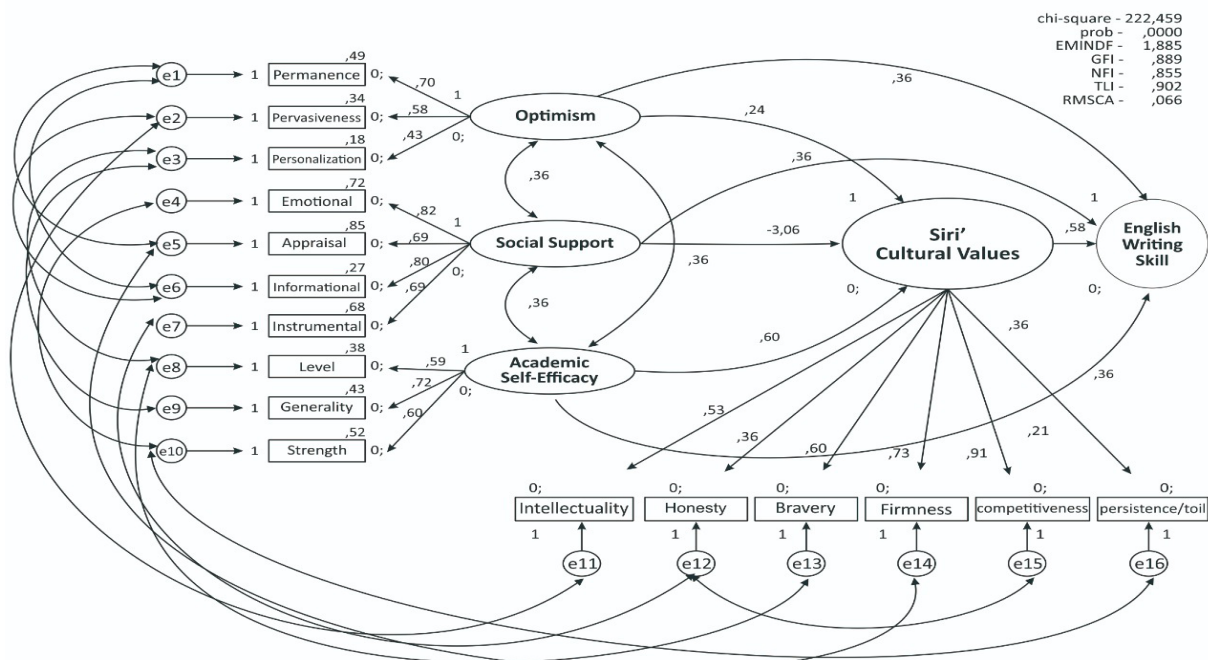 chi-square - 222,459
prob - ,0000
EMINDF - 1,885
GFI - ,889
NFI - ,855
TLI - ,902
RMSCA - ,066
,49
e1 1 Permanence 0;
,34
e2 1 Pervasiveness 0;
,18
e3 1 Personalization 0;
,72
e4 1 Emotional 0;
,85
e5 1 Appraisal 0;
,27
e6 1 Informational 0;
,68
e7 1 Instrumental 0;
,38
e8 1 Level 0;
,43
e9 1 Generality 0;
,52
e10 1 Strength 0;
,70
,58
,43
1
0;
Optimism
,82
,69
,80
,69
1
0;
Social Support
,59
,72
,60
1
0;
Academic
Self-Efficacy
,36
,36
,36
,36
,24
,36
-3,06
,60
,36
1
0;
Siri’
Cultural Values
,58
1
0;
English
Writing
Skill
,53
,36
,60
,73
,91
,21
,36
0; 0; 0; 0; 0; 0;
Intellectuality Honesty Bravery Firmness competitiveness persistence/toil
1 1 1 1 1 1
e11 e12 e13 e14 e15 e16